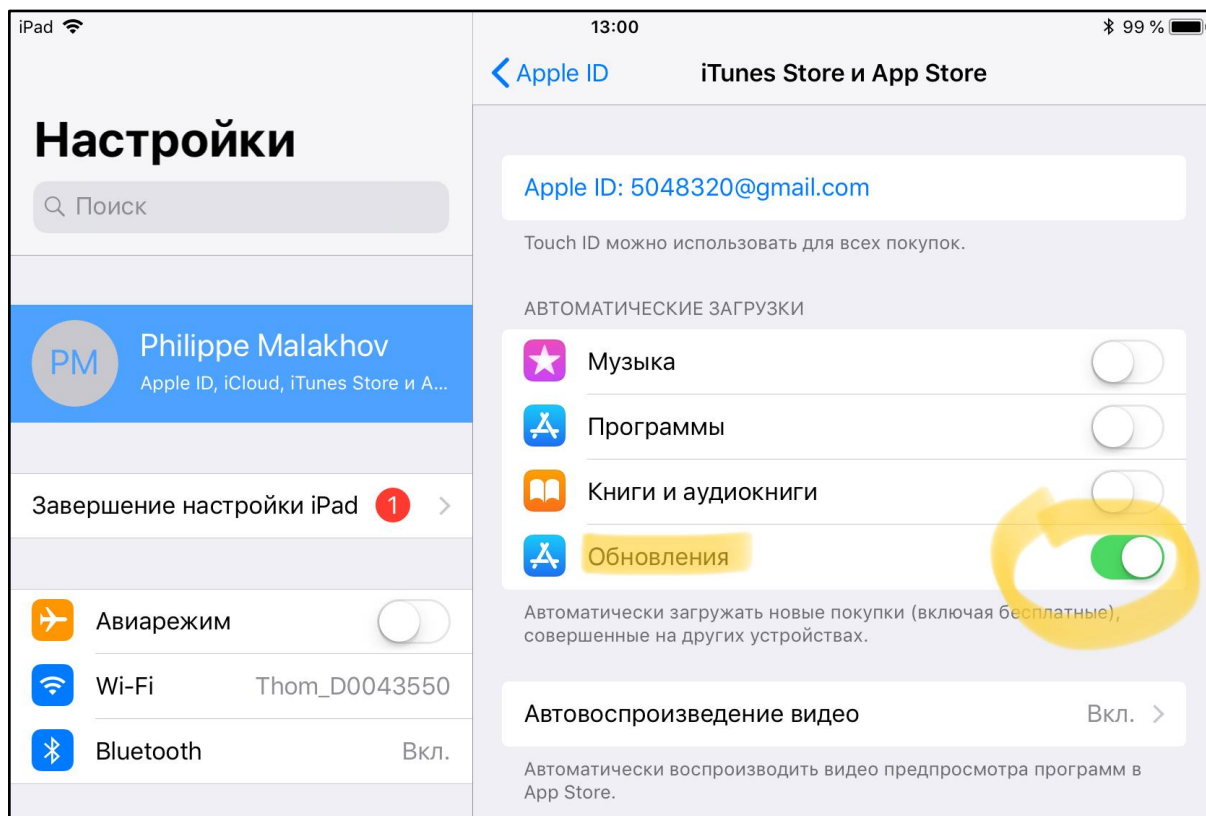 iPad
13:00
99 %
Настройки
Поиск
PM
Philippe Malakhov
Apple ID, iCloud, iTunes Store и A...
Завершение настройки iPad 1
Авиарежим
Wi-Fi Thom_D0043550
Bluetooth Вкл.
Apple ID
iTunes Store и App Store
Apple ID: 5048320@gmail.com
Touch ID можно использовать для всех покупок.
АВТОМАТИЧЕСКИЕ ЗАГРУЗКИ
Музыка
Программы
Книги и аудиокниги
Обновления
Автоматически загружать новые покупки (включая бесплатные),
совершенные на других устройствах.
Автовоспроизведение видео Вкл.
Автоматически воспроизводить видео предпросмотра программ в
App Store.